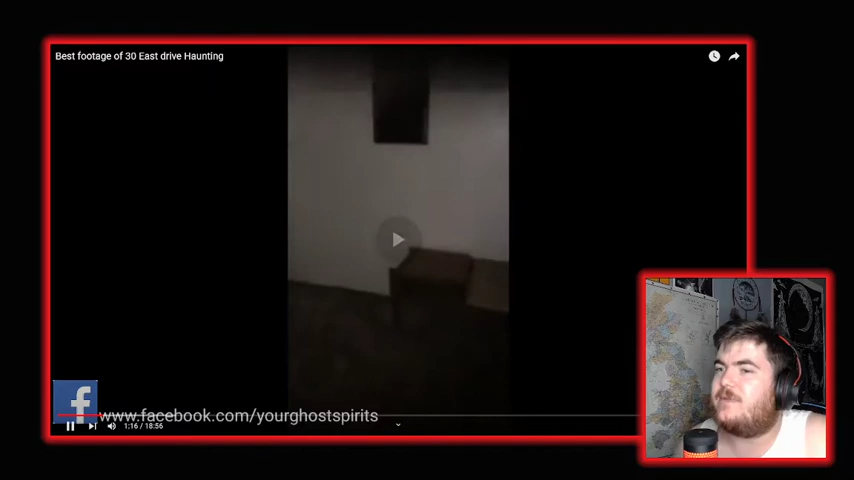 Best footage of 30 East drive Haunting
www.facebook.com/yourghostspirits
1:16 / 18:56